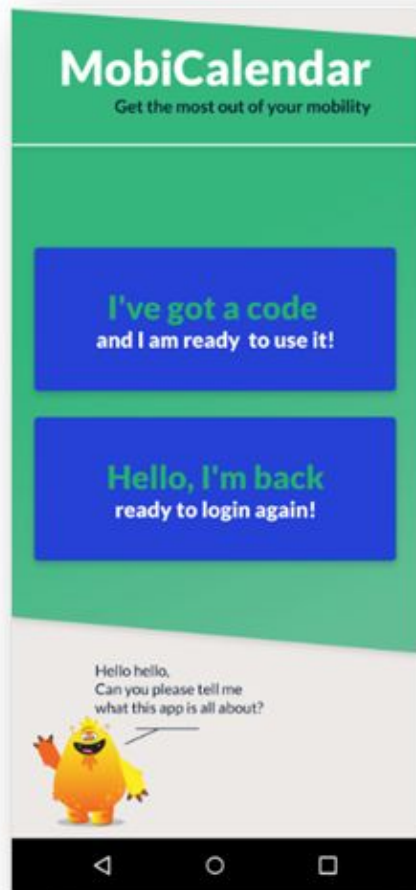 MobiCalendar
Get the most out of your mobility
I've got a code
and I am ready to use it!
Hello, I'm back
ready to login again!
Hello hello,
Can you please tell me
what this app is all about?